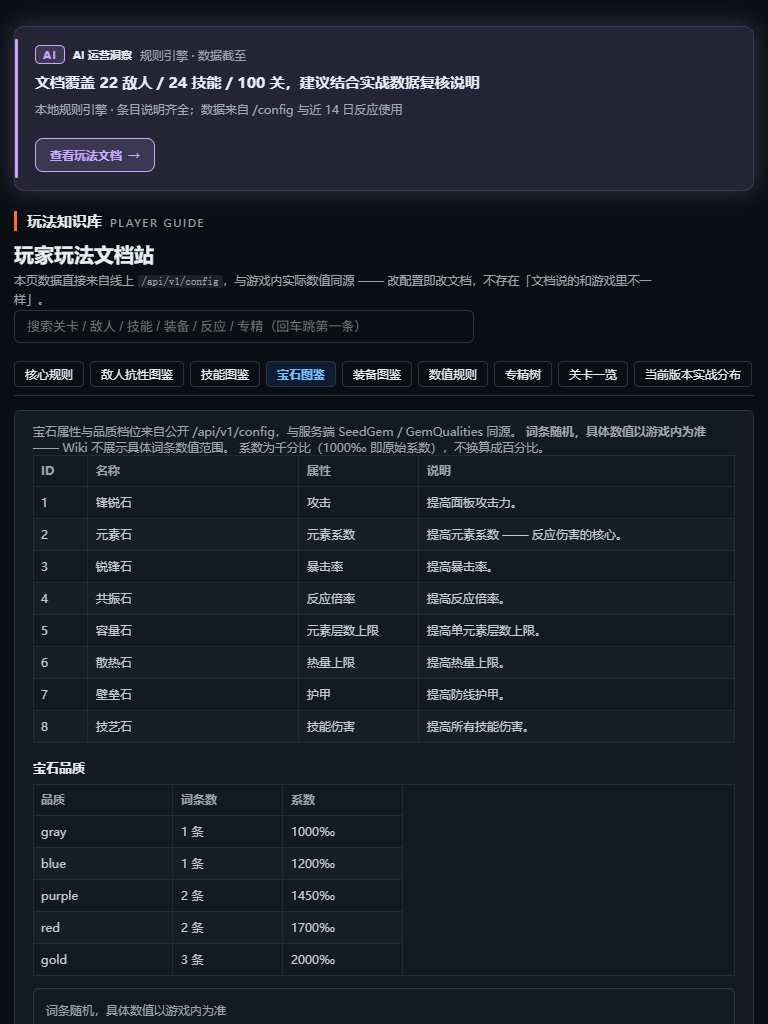 AI AI 运营洞察 规则引擎 · 数据截至
文档覆盖 22 敌人 / 24 技能 / 100 关，建议结合实战数据复核说明
本地规则引擎 · 条目说明齐全；数据来自 /config 与近 14 日反应使用
查看玩法文档 →
玩法知识库 PLAYER GUIDE
玩家玩法文档站
本页数据直接来自线上 /api/v1/config，与游戏内实际数值同源 —— 改配置即改文档，不存在「文档说的和游戏里不一
样」。
搜索关卡 / 敌人 / 技能 / 装备 / 反应 / 专精（回车跳第一条）
核心规则 敌人抗性图鉴 技能图鉴 宝石图鉴 装备图鉴 数值规则 专精树 关卡一览 当前版本实战分布
宝石属性与品质档位来自公开 /api/v1/config，与服务端 SeedGem / GemQualities 同源。 词条随机，具体数值以游戏内为准
—— Wiki 不展示具体词条数值范围。 系数为千分比（1000‰ 即原始系数），不换算成百分比。
ID 名称 属性 说明
1 锋锐石 攻击 提高面板攻击力。
2 元素石 元素系数 提高元素系数 —— 反应伤害的核心。
3 锐锋石 暴击率 提高暴击率。
4 共振石 反应倍率 提高反应倍率。
5 容量石 元素层数上限 提高单元素层数上限。
6 散热石 热量上限 提高热量上限。
7 壁垒石 护甲 提高防线护甲。
8 技艺石 技能伤害 提高所有技能伤害。
宝石品质
品质 词条数 系数
gray 1 条 1000‰
blue 1 条 1200‰
purple 2 条 1450‰
red 2 条 1700‰
gold 3 条 2000‰
词条随机，具体数值以游戏内为准